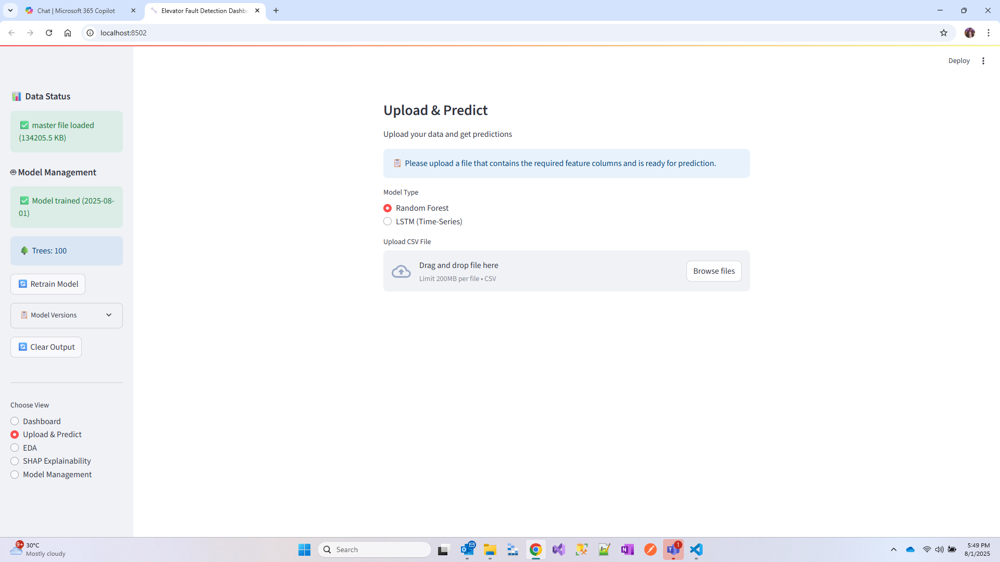 Chat | Microsoft 365 Copilot
Elevator Fault Detection Dashbo
localhost:8502
Deploy
Data Status
master file loaded
(134205.5 KB)
Model Management
Model trained (2025-08-
01)
Trees: 100
Retrain Model
Model Versions
Clear Output
Choose View
Dashboard
Upload & Predict
EDA
SHAP Explainability
Model Management
Upload & Predict
Upload your data and get predictions
Please upload a file that contains the required feature columns and is ready for prediction.
Model Type
Random Forest
LSTM (Time-Series)
Upload CSV File
Drag and drop file here
Limit 200MB per file • CSV
Browse files
9+
30°C
Mostly cloudy
Search
N
T
1
5:49 PM
8/1/2025